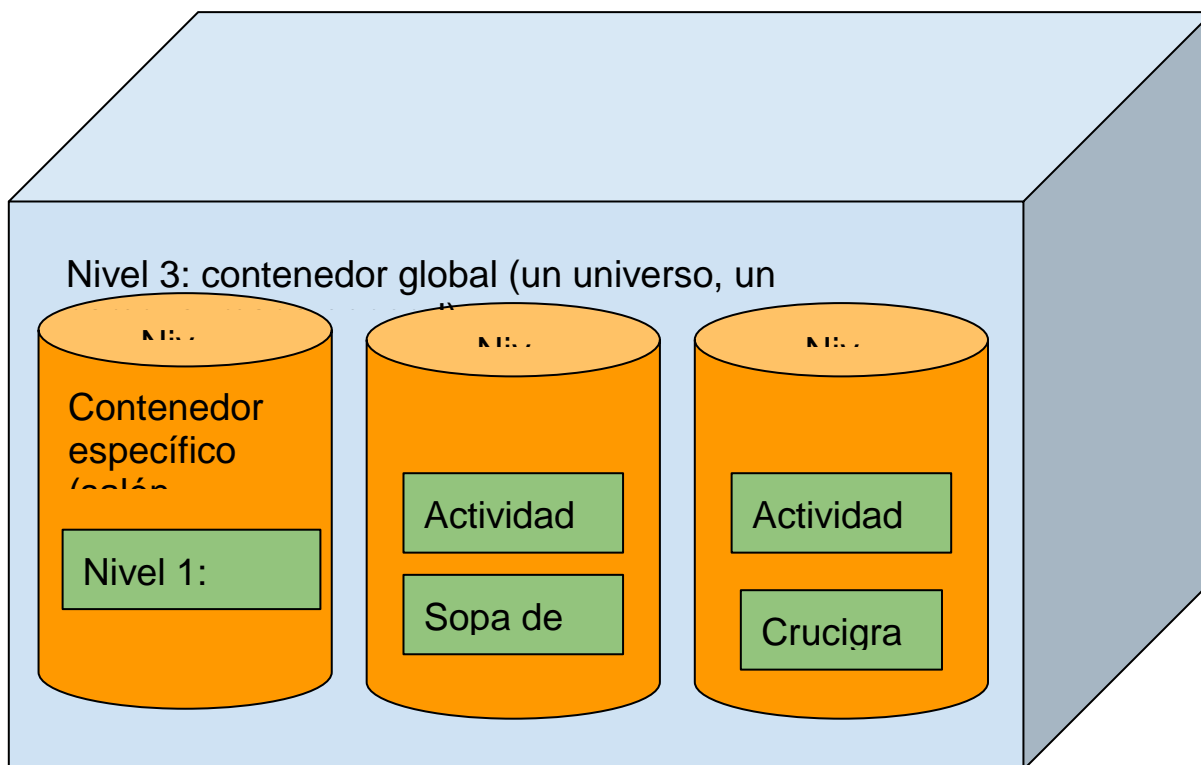 Nivel 3: contenedor global (un universo, un
Contenedor
específico
Nivel 1:
Actividad
Sopa de
Actividad
Crucigra